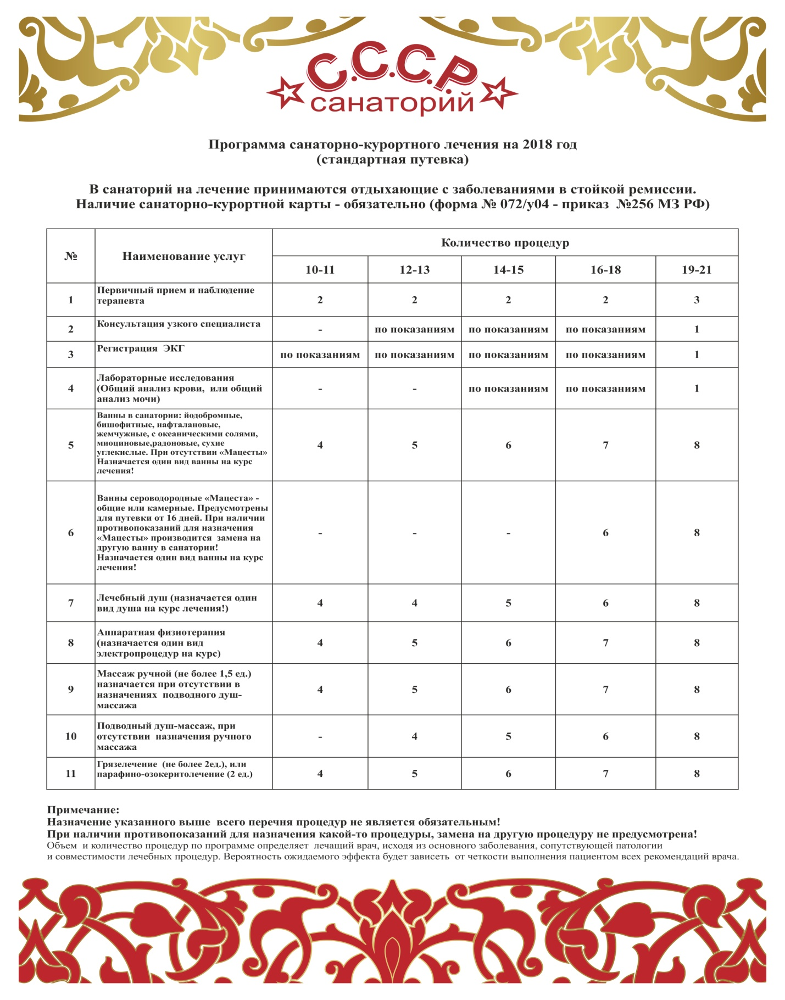 С.С.С.Р.
санаторий
Программа санаторно-курортного лечения на 2018 год
(стандартная путевка)
В санаторий на лечение принимаются отдыхающие с заболеваниями в стойкой ремиссии.
Наличие санаторно-курортной карты - обязательно (форма № 072/у04 - приказ №256 МЗ РФ)
№ Наименование услуг Количество процедур
10-11 12-13 14-15 16-18 19-21
1 Первичный прием и наблюдение
терапевта 2 2 2 2 3
2 Консультация узкого специалиста - по показаниям по показаниям по показаниям 1
3 Регистрация ЭКГ по показаниям по показаниям по показаниям по показаниям 1
4 Лабораторные исследования
(Общий анализ крови, или общий
анализ мочи) - - по показаниям по показаниям 1
5 Ванны в санатории: йодобромные,
бишофитные, нафталановые,
жемчужные, с океаническими солями,
миоциновые,радоновые, сухие
углекислые. При отсутствии «Мацесты»
Назначается один вид ванны на курс
лечения! 4 5 6 7 8
6 Ванны сероводородные «Мацеста» -
общие или камерные. Предусмотрены
для путевки от 16 дней. При наличии
противопоказаний для назначения
«Мацесты» производится замена на
другую ванну в санатории!
Назначается один вид ванны на курс
лечения! - - - 6 8
7 Лечебный душ (назначается один
вид душа на курс лечения!) 4 4 5 6 8
8 Аппаратная физиотерапия
(назначается один вид
электропроцедур на курс) 4 5 6 7 8
9 Массаж ручной (не более 1,5 ед.)
назначается при отсутствии в
назначениях подводного душ-
массажа 4 5 6 7 8
10 Подводный душ-массаж, при
отсутствии назначения ручного
массажа - 4 5 6 8
11 Грязелечение (не более 2ед.), или
парафино-озокеритолечение (2 ед.) 4 5 6 7 8
Примечание:
Назначение указанного выше всего перечня процедур не является обязательным!
При наличии противопоказаний для назначения какой-то процедуры, замена на другую процедуру не предусмотрена!
Объем и количество процедур по программе определяет лечащий врач, исходя из основного заболевания, сопутствующей патологии
и совместимости лечебных процедур. Вероятность ожидаемого эффекта будет зависеть от четкости выполнения пациентом всех рекомендаций врача.